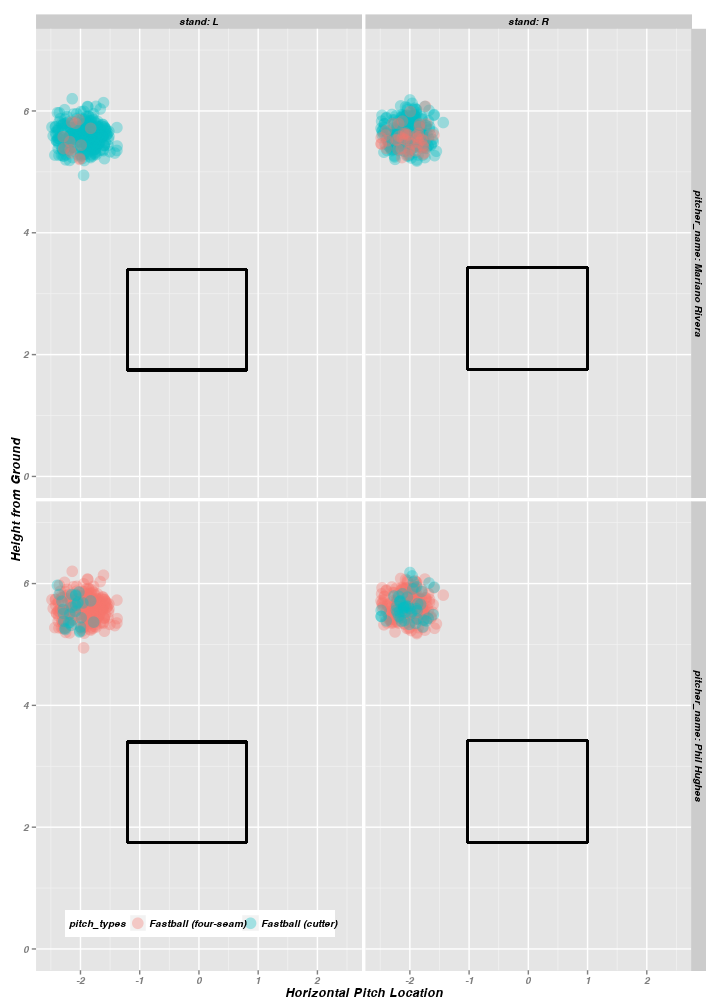 stand: L
stand: R
6
4
2
0
pitcher_name: Mariano Rivera
Height from Ground
6
4
2
0
pitcher_name: Phil Hughes
pitch_types
Fastball (four-seam)
Fastball (cutter)
-2 -1 0 1 2
-2 -1 0 1 2
Horizontal Pitch Location